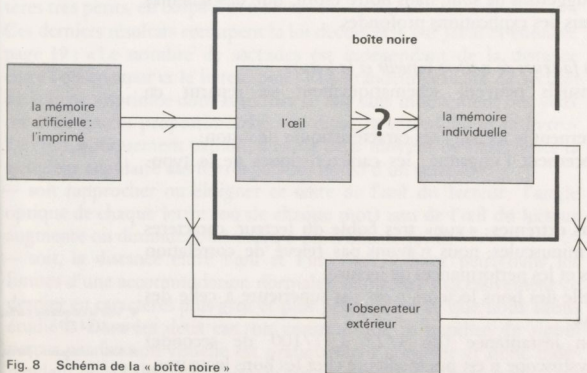 boîte noire
la mémoire
artificielle :
l'imprimé
l'œil
?
la mémoire
individuelle
l'observateur
extérieur
Fig. 8 Schéma de la « boîte noire »